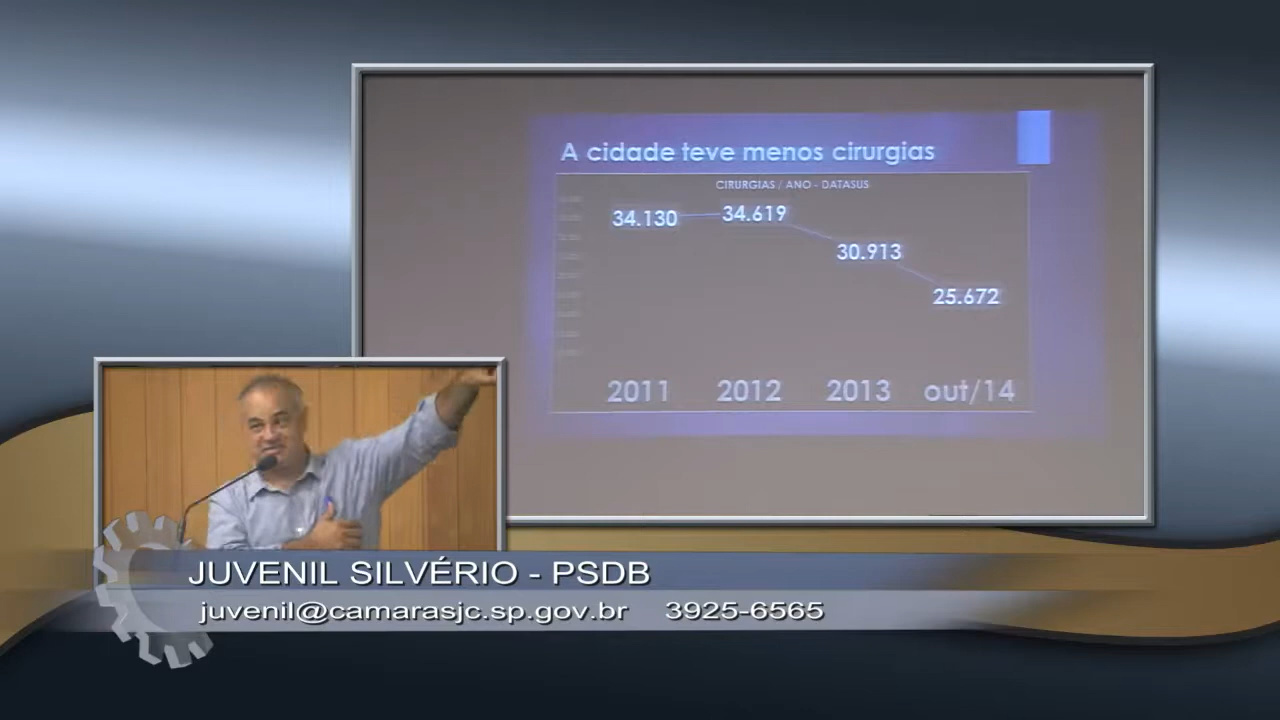 A cidade teve menos cirurgias
CIRURGIAS / ANO - DATASUS
34.130
34.619
30.913
25.672
2011 2012 2013 out/14
JUVENIL SILVÉRIO - PSDB
juvenil@camarasjc.sp.gov.br 3925-6565